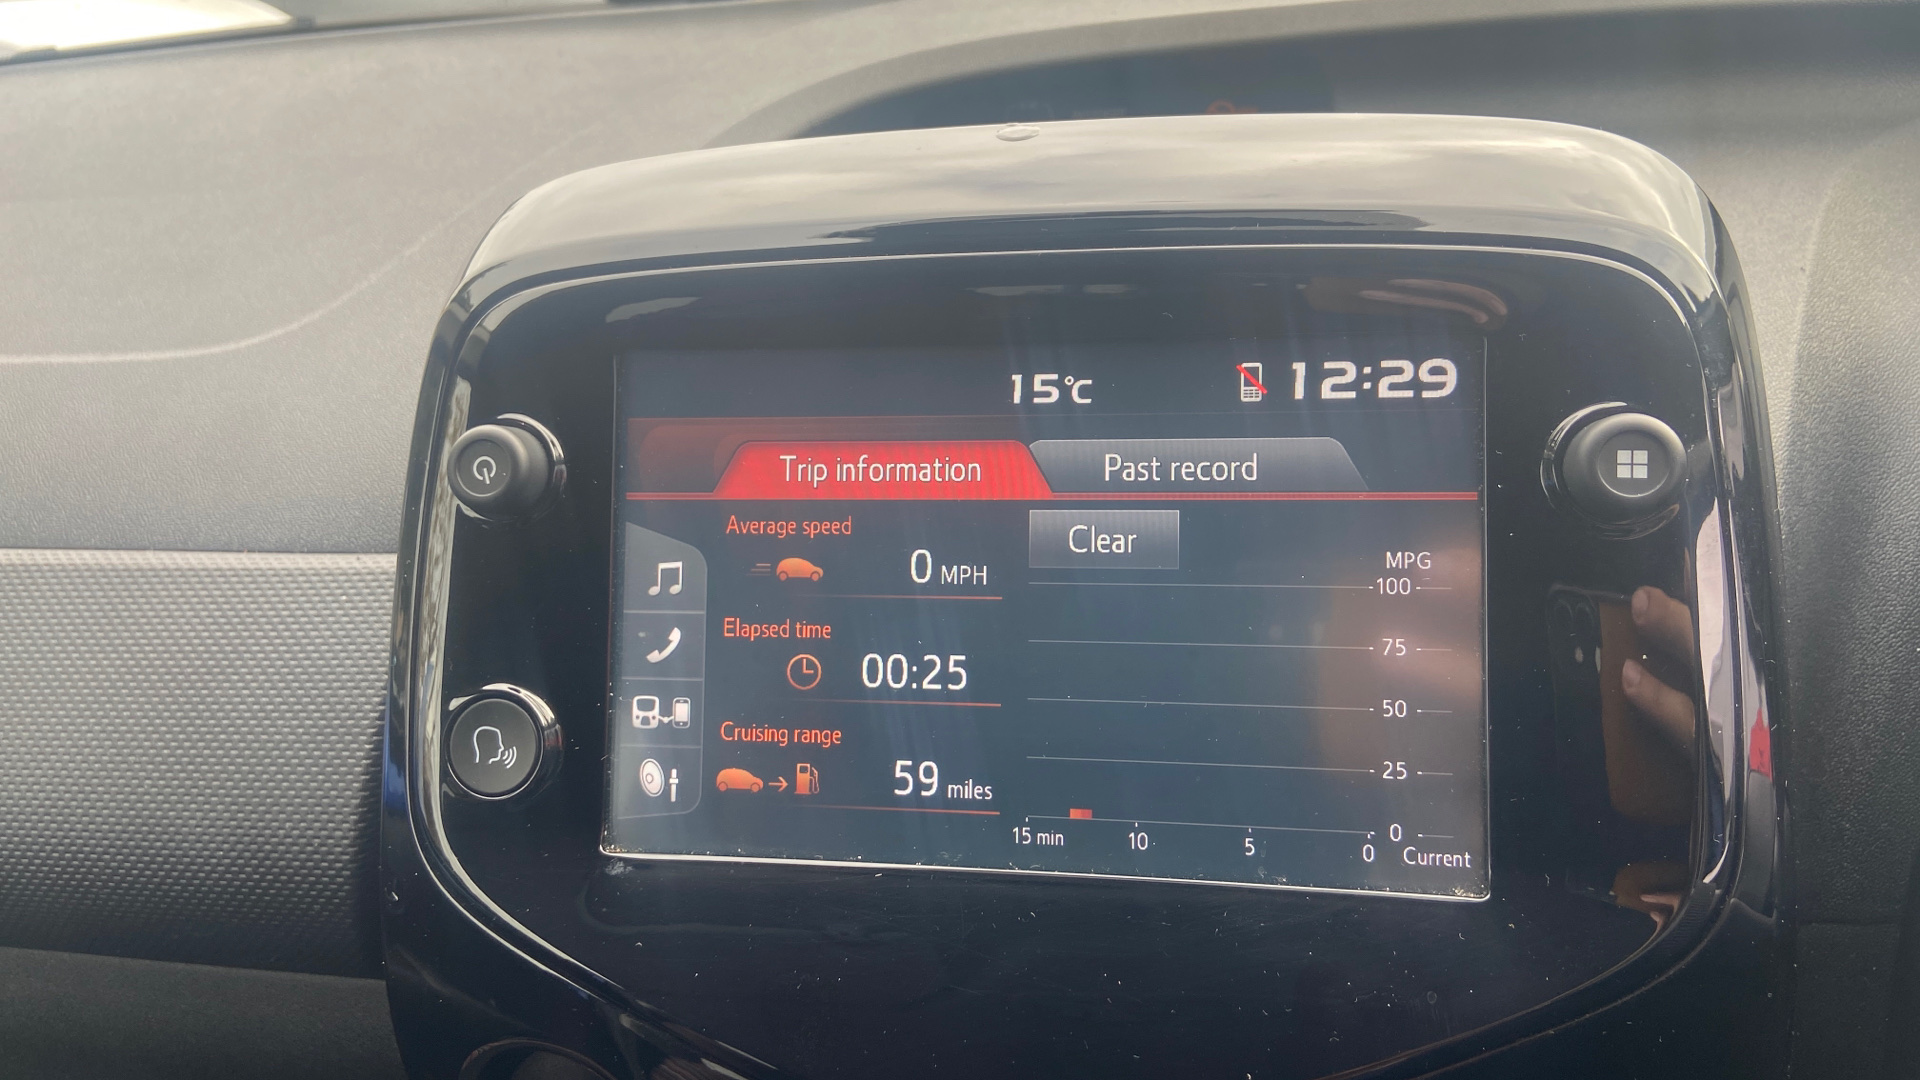 15°C 12:29
Trip information Past record
Average speed
0 MPH
Clear
MPG
100
Elapsed time
00:25
75
50
Cruising range
59 miles
25
0
15 min 10 5 0 Current